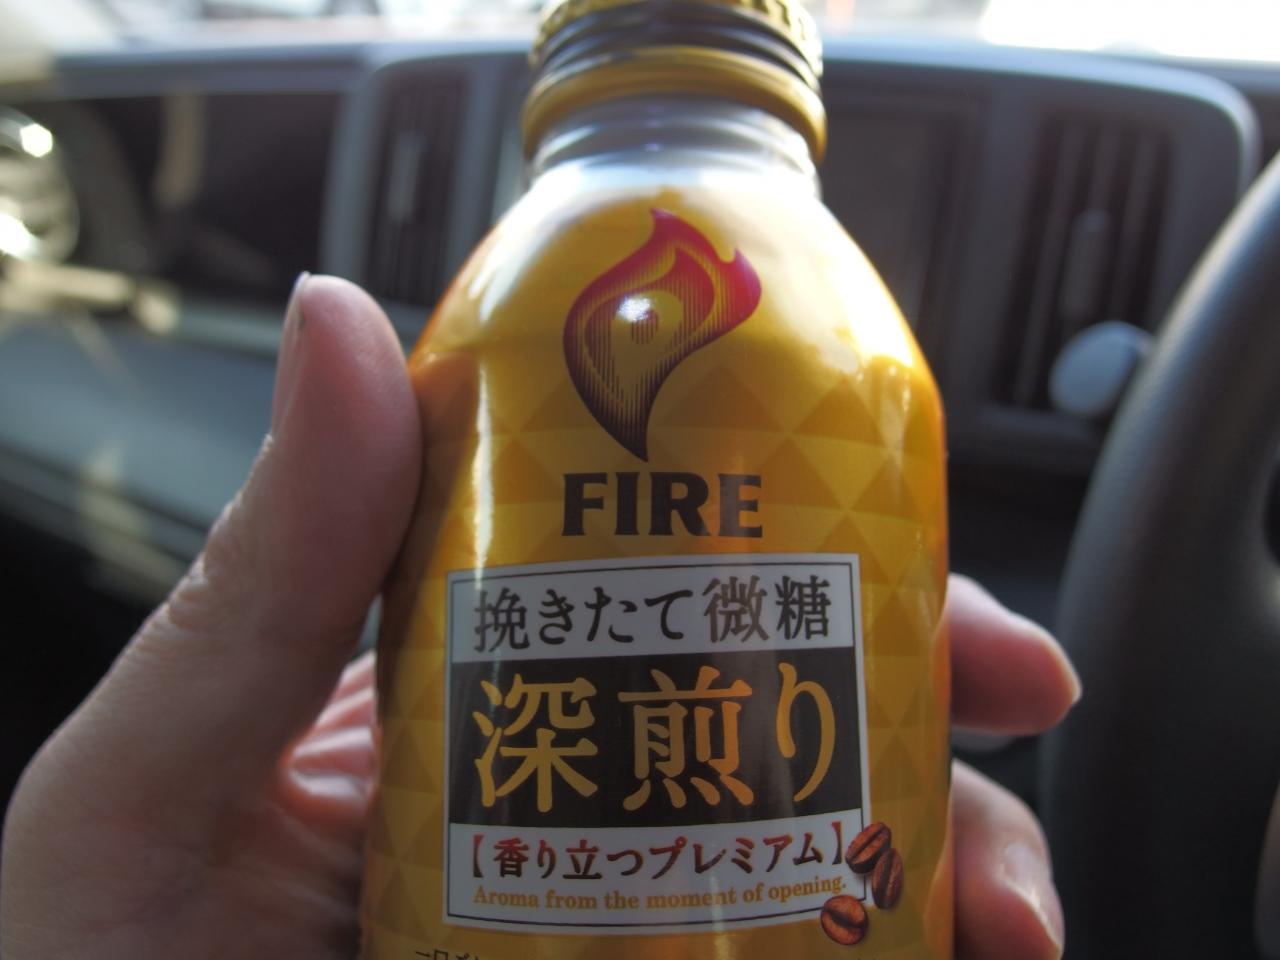 FIRE
挽きたて微糖
深煎り
【香り立つプレミアム】
Aroma from the moment of opening.